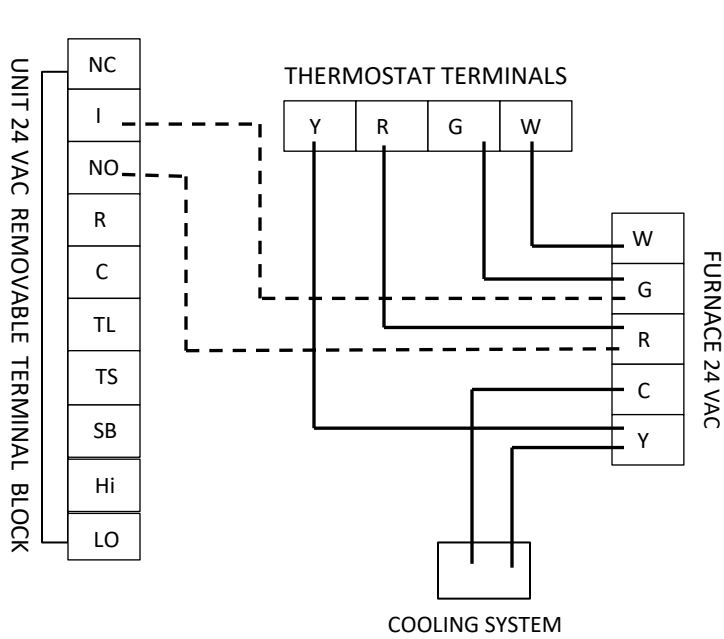 UNIT 24 VAC REMOVABLE TERMINAL BLOCK
NC
I
NO
R
C
TL
TS
SB
Hi
LO
THERMOSTAT TERMINALS
Y R G W
W
G
R
C
Y
FURNACE 24 VAC
COOLING SYSTEM